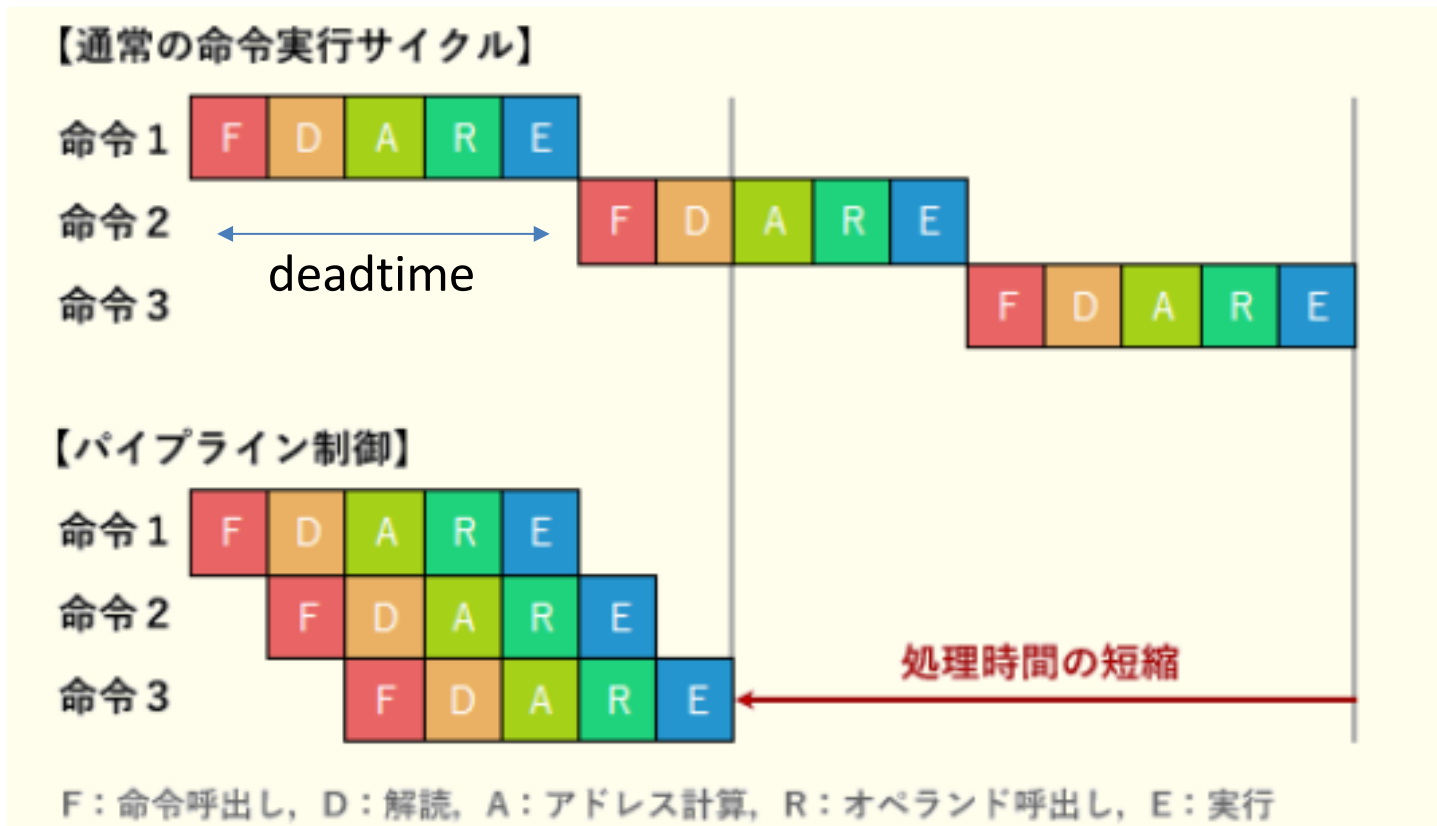 【通常の命令実行サイクル】
命令1 F D A R E
命令2 F D A R E
deadtime
命令3 F D A R E
【パイプライン制御】
命令1 F D A R E
命令2 F D A R E
処理時間の短縮
命令3 F D A R E
F：命令呼出し，D：解読，A：アドレス計算，R：オペランド呼出し，E：実行